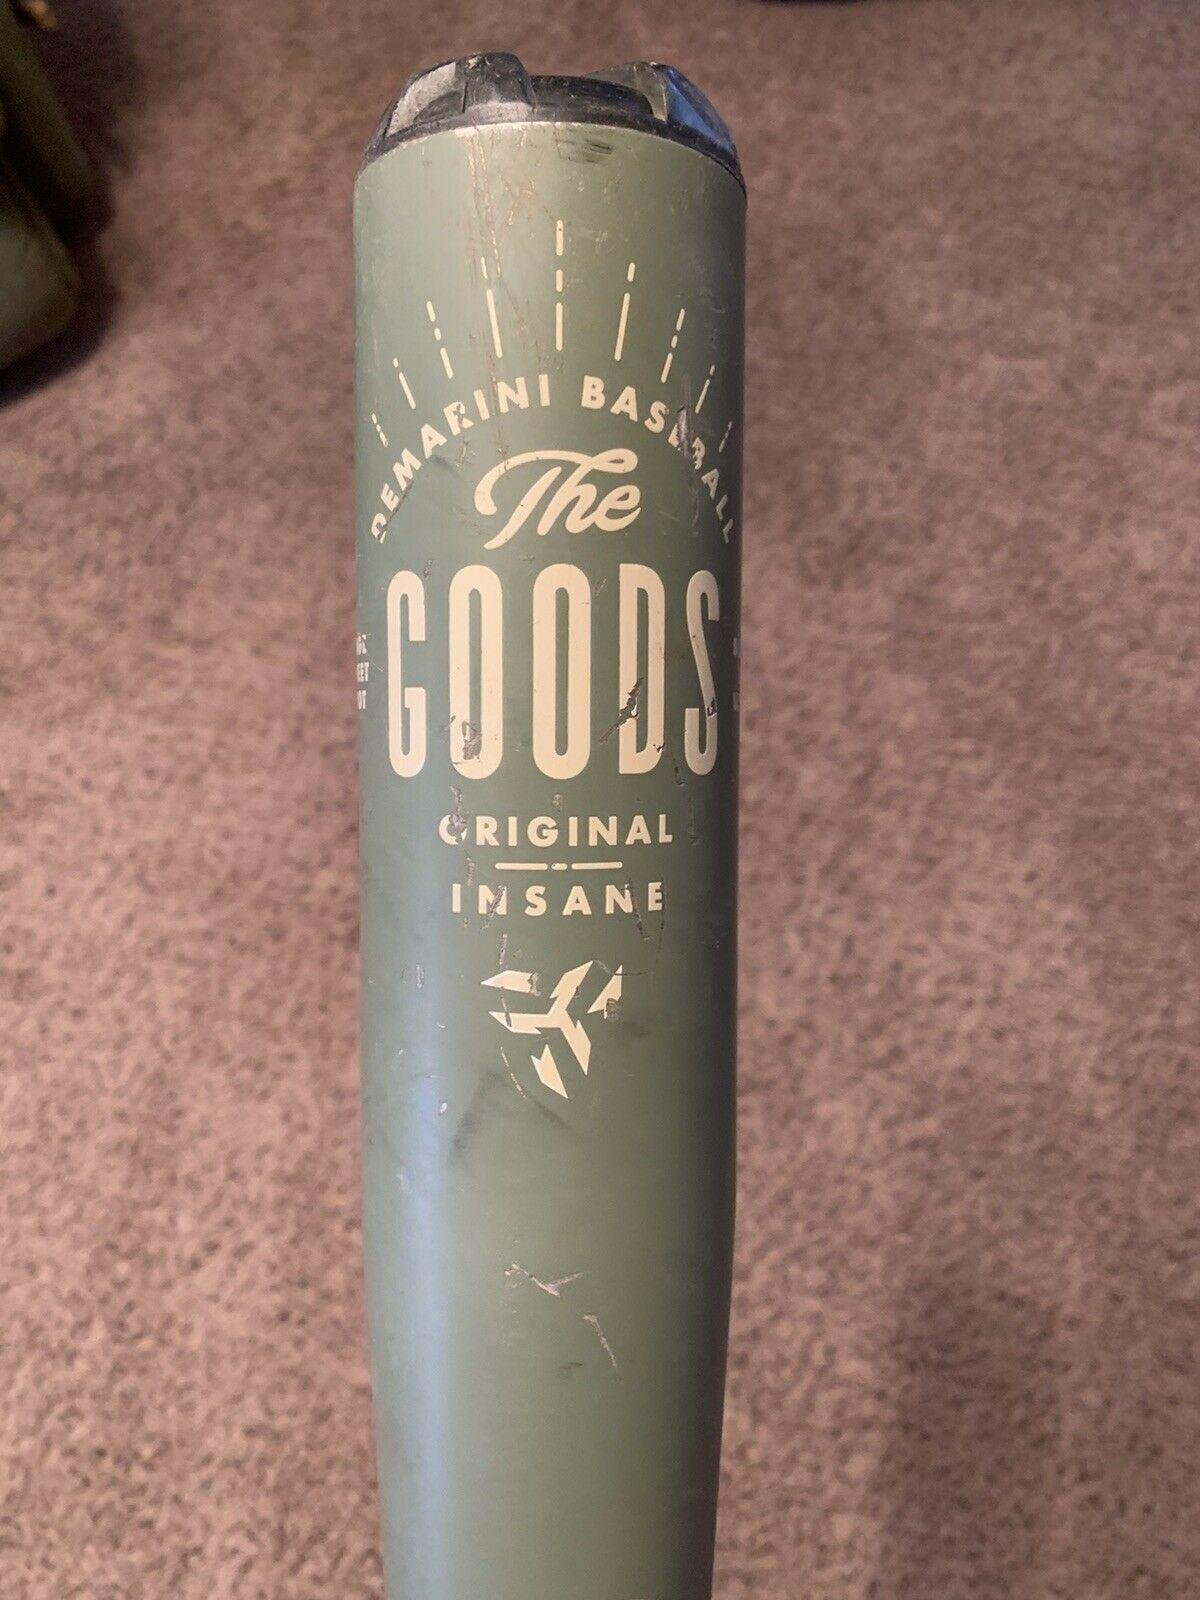 DEMARINI BASEBALL
The
GOODS
ORIGINAL
INSANE